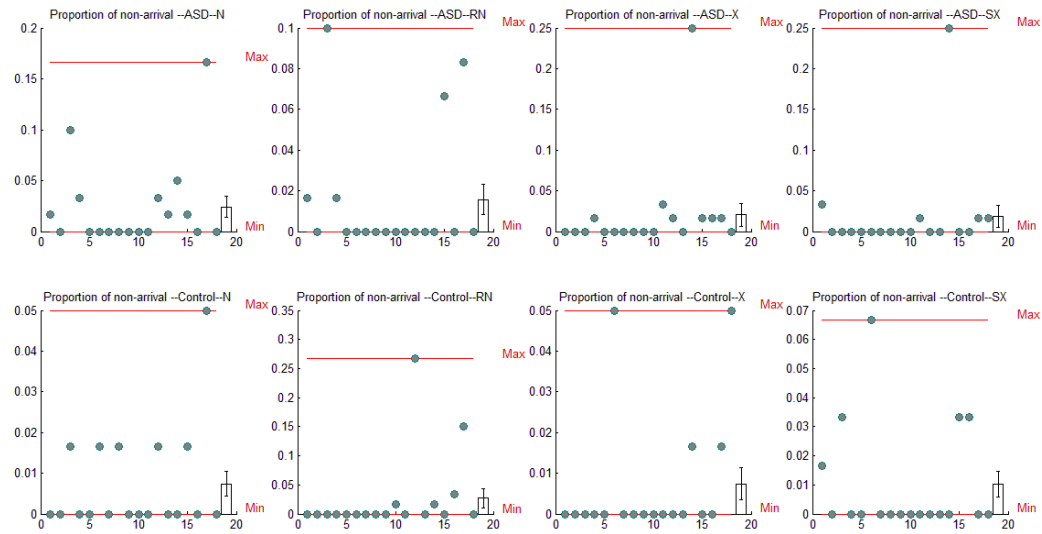 Proportion of non-arrival --ASD--N
0.2
0.15
0.1
0.05
0
0 5 10 15 20
Max
Min
Proportion of non-arrival --ASD--RN
0.1
0.08
0.06
0.04
0.02
0
0 5 10 15 20
Max
Min
Proportion of non-arrival --ASD--X
0.25
0.2
0.15
0.1
0.05
0
0 5 10 15 20
Max
Min
Proportion of non-arrival --ASD--SX
0.25
0.2
0.15
0.1
0.05
0
0 5 10 15 20
Max
Min
Proportion of non-arrival --Control--N
0.05
0.04
0.03
0.02
0.01
0
0 5 10 15 20
Max
Min
Proportion of non-arrival --Control--RN
0.35
0.3
0.25
0.2
0.15
0.1
0.05
0
0 5 10 15 20
Max
Min
Proportion of non-arrival --Control--X
0.05
0.04
0.03
0.02
0.01
0
0 5 10 15 20
Max
Min
Proportion of non-arrival --Control--SX
0.07
0.06
0.05
0.04
0.03
0.02
0.01
0
0 5 10 15 20
Max
Min